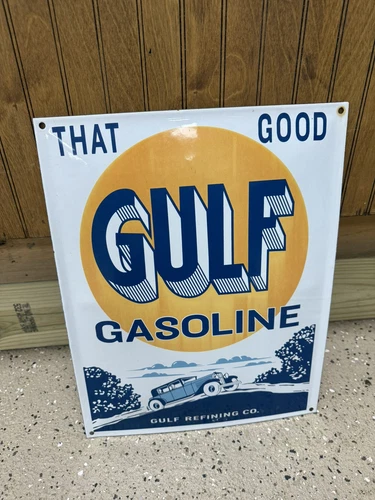 THAT GOOD
GULF
GASOLINE
GULF REFINING CO.